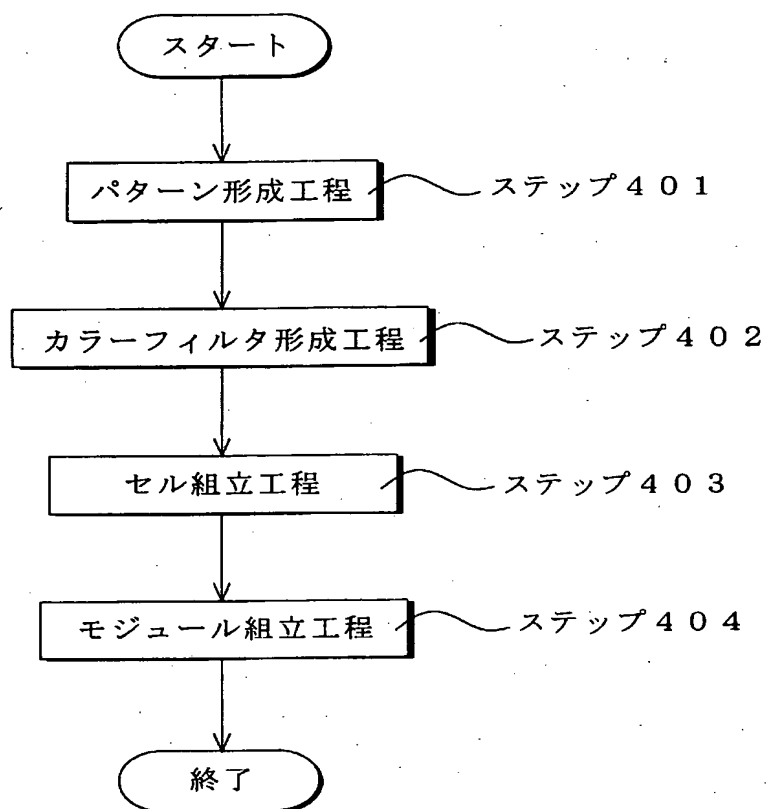 スタート
パターン形成工程 ステップ401
カラーフィルタ形成工程 ステップ402
セル組立工程 ステップ403
モジュール組立工程 ステップ404
終了